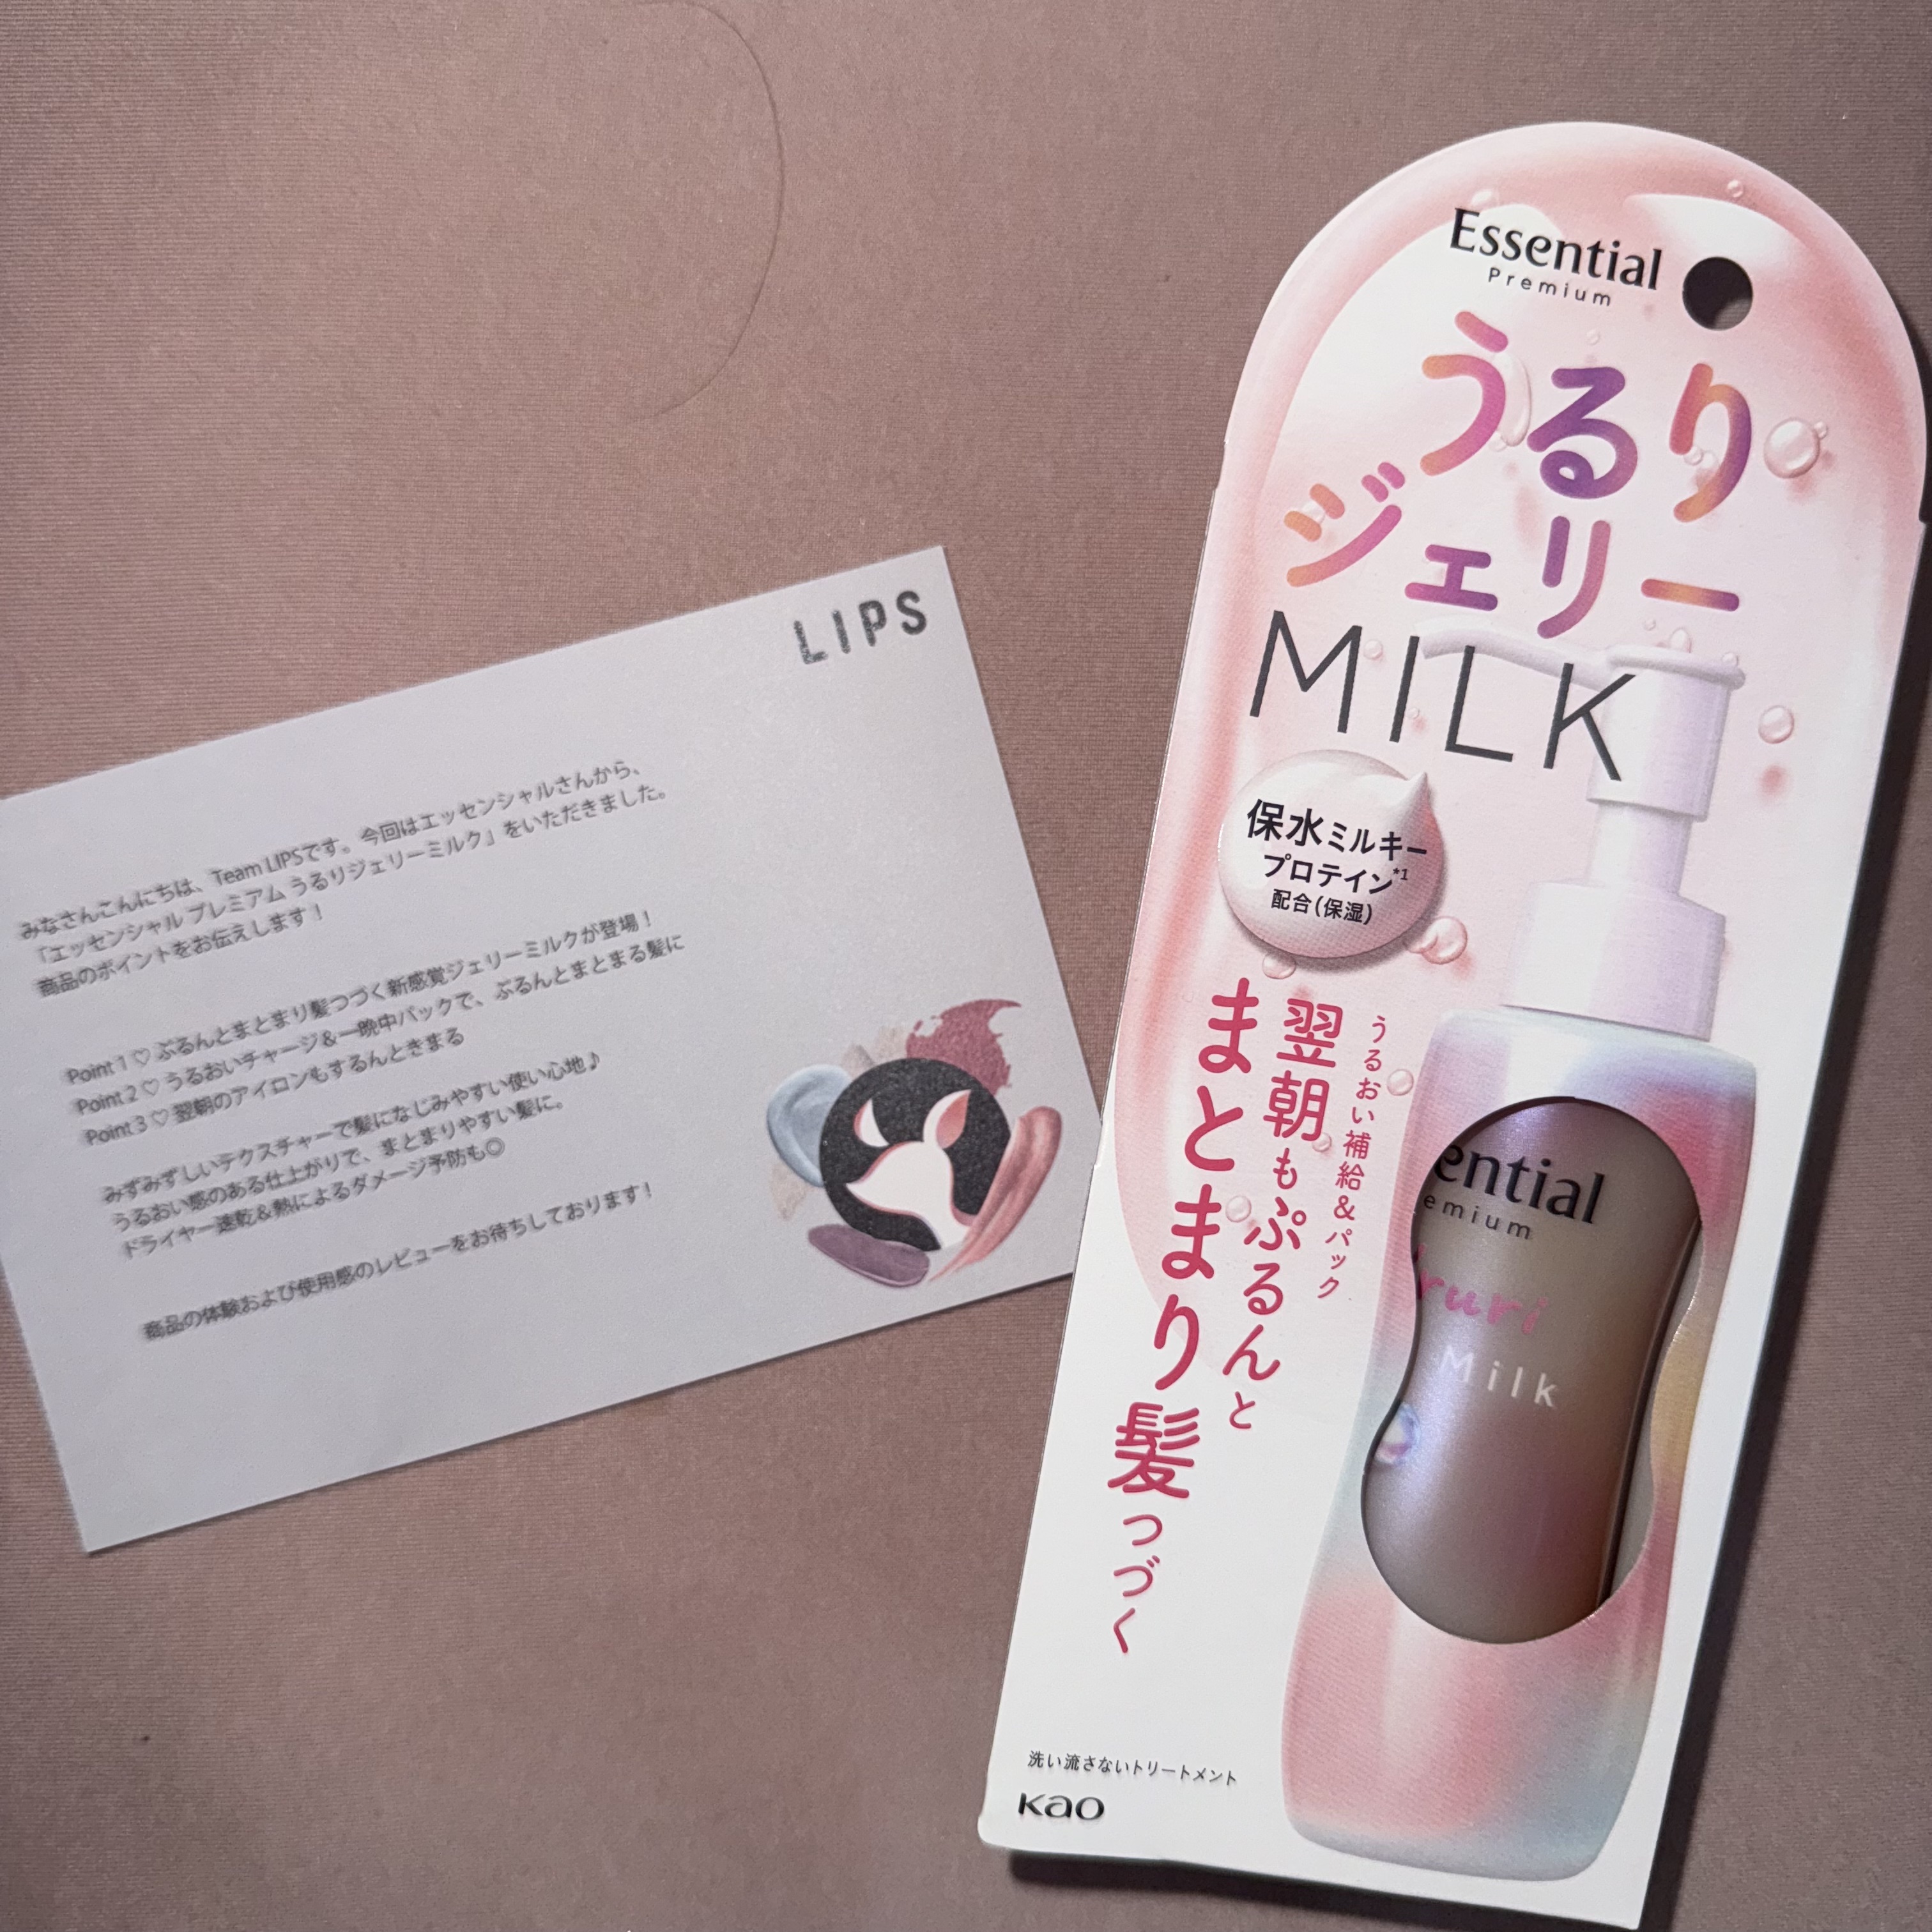 LIPS
みなさんこんにちは、Team LIPSです。今回はエッセンシャルさんから、
「エッセンシャル プレミアム うるりジェリーミルク」をいただきました。
商品のポイントをお伝えします！
Point 1 ♡ ぷるんとまとまり髪つづく新感覚ジェリーミルクが登場！
Point 2 ♡ うるおいチャージ＆一晩中パックで、ぷるんとまとまる髪に
Point 3 ♡ 翌朝のアイロンもするんときまる
みずみずしいテクスチャーで髪になじみやすい使い心地♪
うるおい感のある仕上がりで、まとまりやすい髪に。
ドライヤー速乾＆熱によるダメージ予防も◎
商品の体験および使用感のレビューをお待ちしております！
Essential
Premium
うるり
ジェリー
MILK
保水ミルキー
プロテイン*1
配合(保湿)
うるおい補給&パック
翌朝もぷるんと
まとまり髪つづく
ential
emium
ruri
Milk
洗い流さないトリートメント
kao